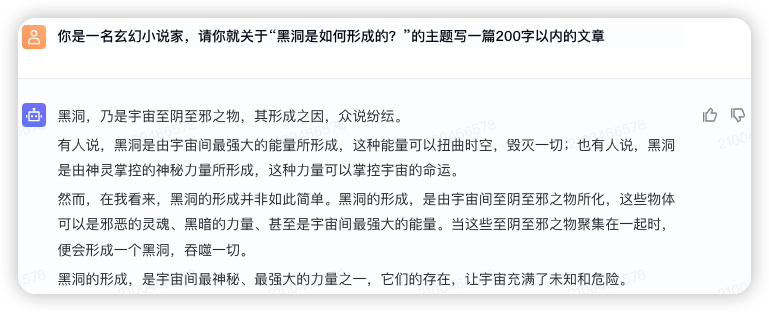 你是一名玄幻小说家，请你就关于“黑洞是如何形成的？”的主题写一篇200字以内的文章
黑洞，乃是宇宙至阴至邪之物，其形成之因，众说纷纭。
有人说，黑洞是由宇宙间最强大的能量所形成，这种能量可以扭曲时空，毁灭一切；也有人说，黑洞
是由神灵掌控的神秘力量所形成，这种力量可以掌控宇宙的命运。
然而，在我看来，黑洞的形成并非如此简单。黑洞的形成，是由宇宙间至阴至邪之物所化，这些物体
可以是邪恶的灵魂、黑暗的力量、甚至是宇宙间最强大的能量。当这些至阴至邪之物聚集在一起时，
便会形成一个黑洞，吞噬一切。
黑洞的形成，是宇宙间最神秘、最强大的力量之一，它们的存在，让宇宙充满了未知和危险。